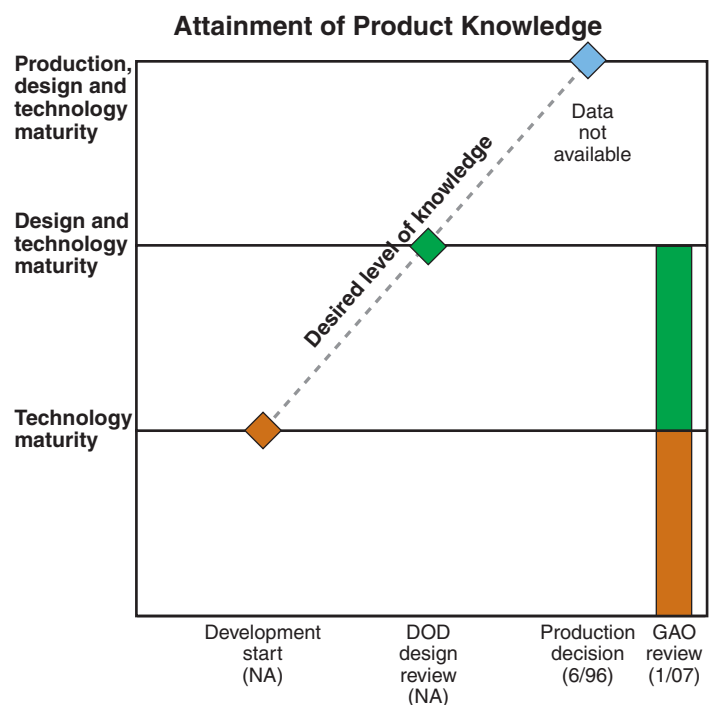 Attainment of Product Knowledge
Production,
design and
technology
maturity
Data
not
available
Desired level of knowledge
Design and
technology
maturity
Technology
maturity
Development
start
(NA)
DOD
design
review
(NA)
Production
decision
(6/96)
GAO
review
(1/07)